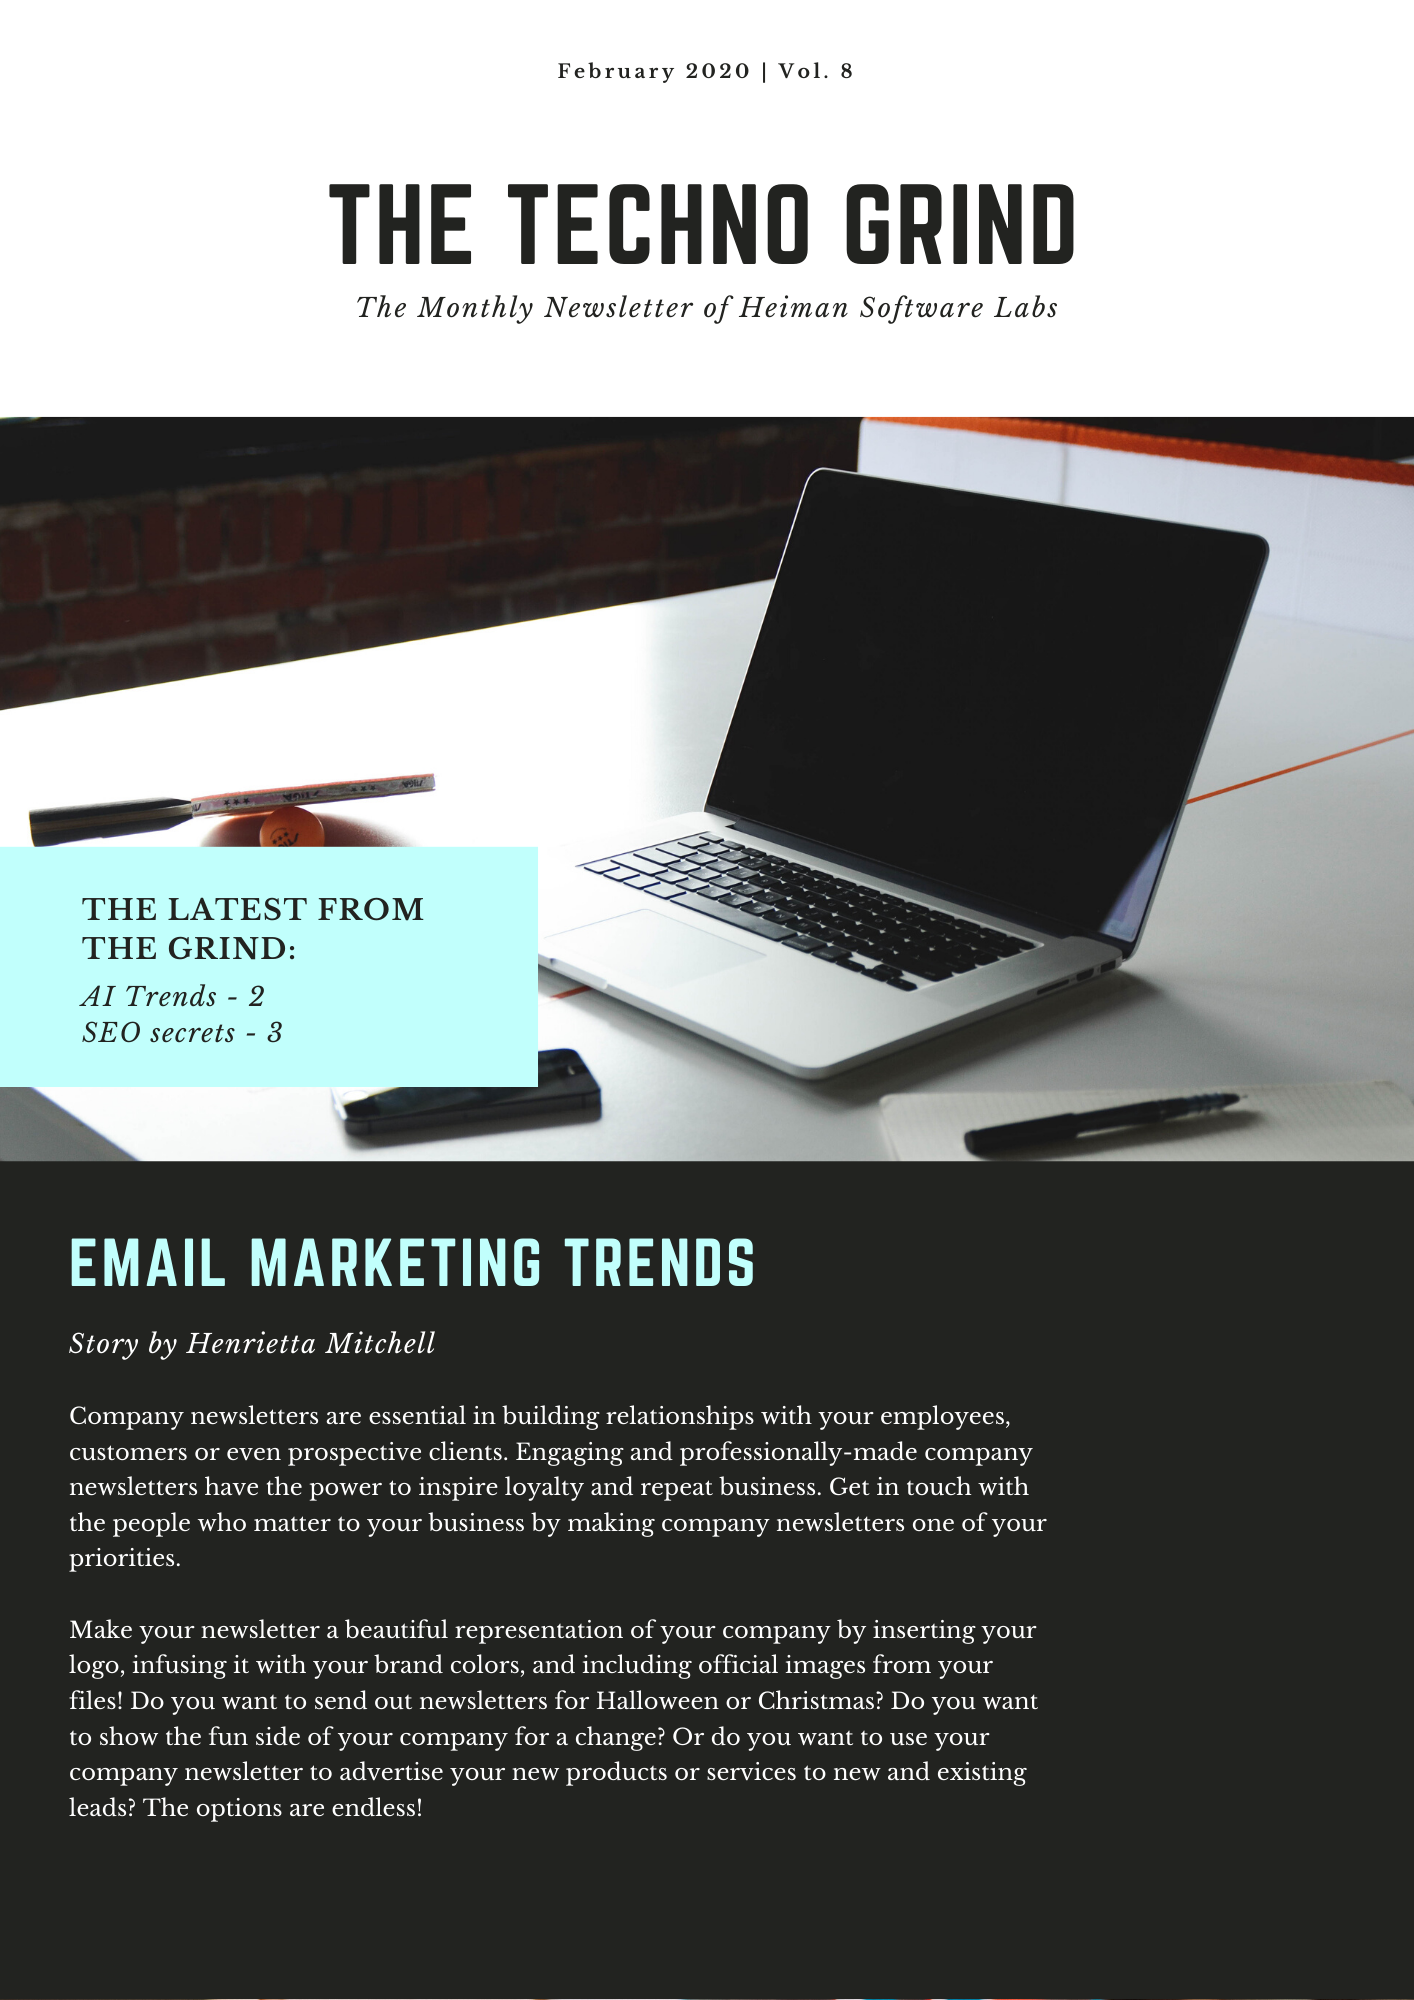 February 2020 | Vol. 8
THE TECHNO GRIND
The Monthly Newsletter of Heiman Software Labs
THE LATEST FROM
THE GRIND:
AI Trends - 2
SEO secrets - 3
EMAIL MARKETING TRENDS
Story by Henrietta Mitchell
Company newsletters are essential in building relationships with your employees,
customers or even prospective clients. Engaging and professionally-made company
newsletters have the power to inspire loyalty and repeat business. Get in touch with
the people who matter to your business by making company newsletters one of your
priorities.
Make your newsletter a beautiful representation of your company by inserting your
logo, infusing it with your brand colors, and including official images from your
files! Do you want to send out newsletters for Halloween or Christmas? Do you want
to show the fun side of your company for a change? Or do you want to use your
company newsletter to advertise your new products or services to new and existing
leads? The options are endless!